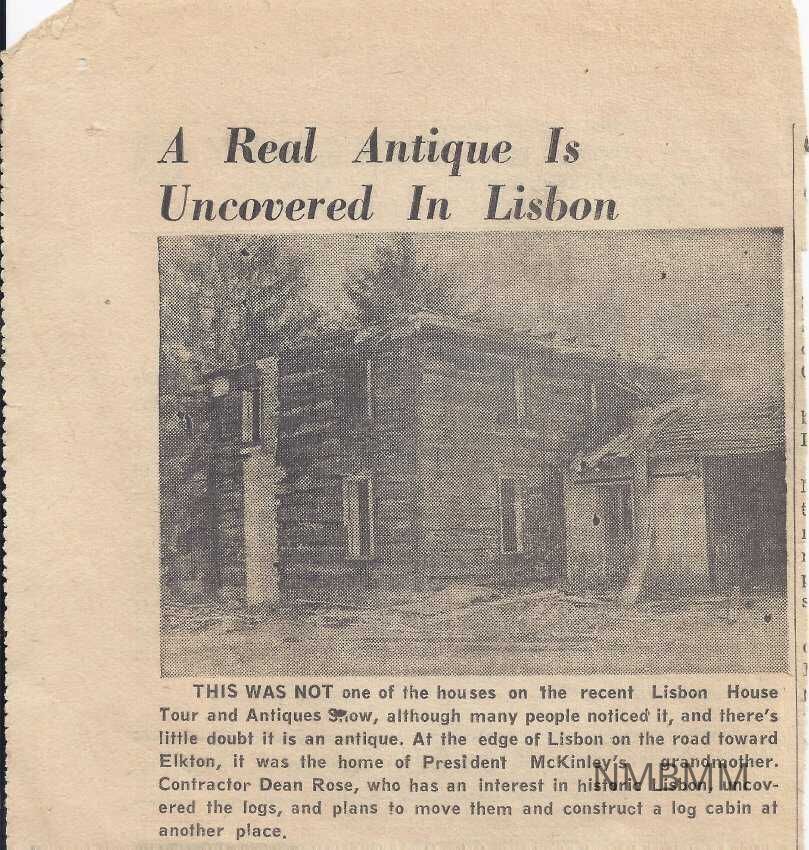 A Real Antique Is
Uncovered In Lisbon
THIS WAS NOT one of the houses on the recent Lisbon House
Tour and Antiques Show, although many people noticed it, and there's
little doubt it is an antique. At the edge of Lisbon on the road toward
Elkton, it was the home of President McKinley's grandmother.
Contractor Dean Rose, who has an interest in historic Lisbon, uncov-
ered the logs, and plans to move them and construct a log cabin at
another place.
NMBMM